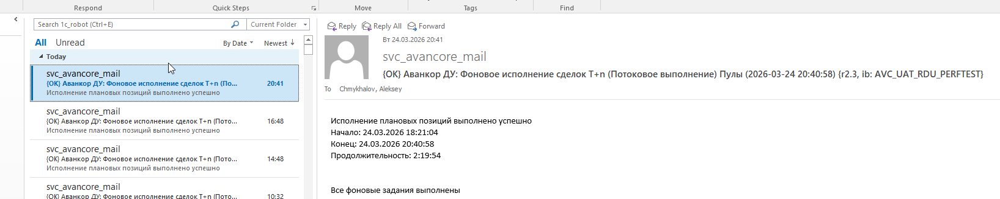 Respond
Quick Steps
Move
Tags
Find
Search 1c_robot (Ctrl+E)
Current Folder
All Unread
By Date Newest
Today
svc_avancore_mail
{OK} Аванкор ДУ: Фоновое исполнение сделок T+n (По... 20:41
Исполнение плановых позиций выполнено успешно
svc_avancore_mail
{OK} Аванкор ДУ: Фоновое исполнение сделок T+n (Пото... 16:48
Исполнение плановых позиций выполнено успешно
svc_avancore_mail
{OK} Аванкор ДУ: Фоновое исполнение сделок T+n (Пото... 14:48
Исполнение плановых позиций выполнено успешно
svc_avancore_mail
{OK} Аванкор ДУ: Фоновое исполнение сделок T+n (Пото... 10:32
Reply Reply All Forward
Вт 24.03.2026 20:41
svc_avancore_mail
{OK} Аванкор ДУ: Фоновое исполнение сделок T+n (Потоковое выполнение) Пулы (2026-03-24 20:40:58) {r2.3, ib: AVC_UAT_RDU_PERFTEST}
To Chmykhalov, Aleksey
Исполнение плановых позиций выполнено успешно
Начало: 24.03.2026 18:21:04
Конец: 24.03.2026 20:40:58
Продолжительность: 2:19:54
Все фоновые задания выполнены